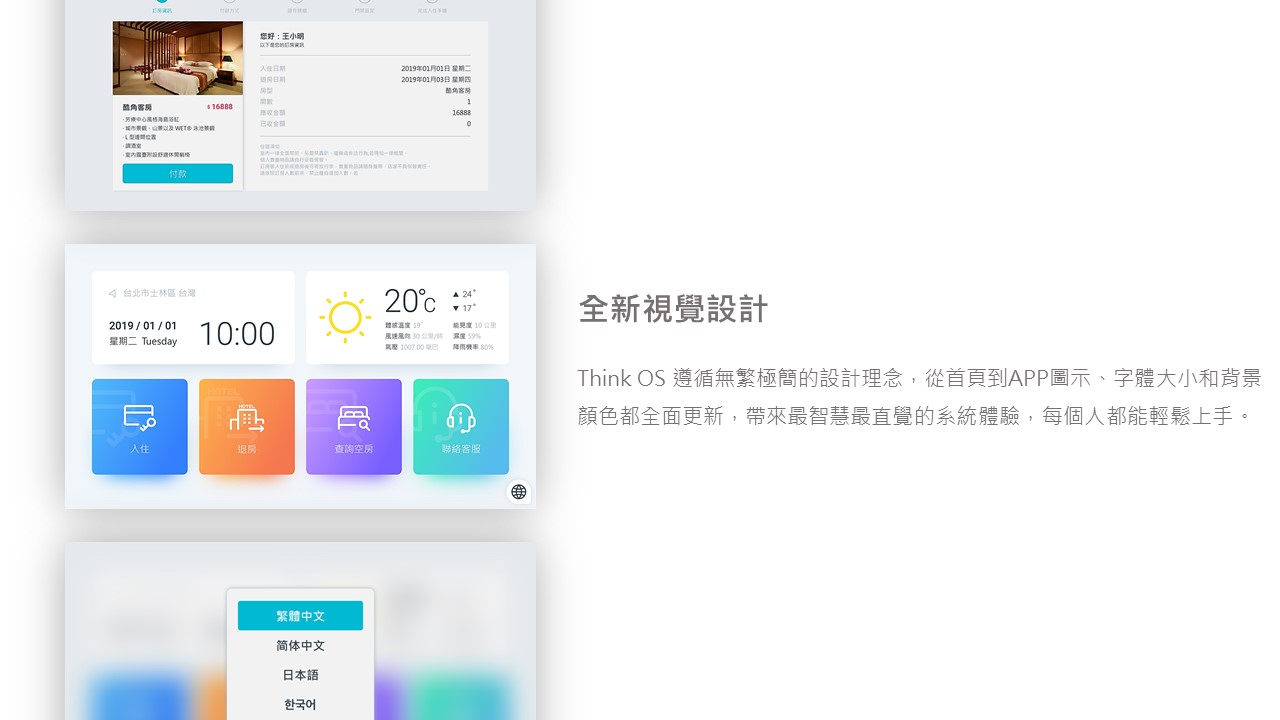 訂房資訊
付款方式
證件掃描
門禁設定
完成入住手續
您好：王小明
以下是您的訂房資訊
入住日期 2019年01月01日 星期二
退房日期 2019年01月03日 星期四
房型 酷角客房
間數 1
應收金額 16888
已收金額 0
酷角客房 $ 16888
· 芳療中心風格海島浴缸
· 城市景觀、山景以及 WET® 泳池景觀
· L 型邊間位置
· 調酒室
· 室內露臺附設舒適休閒躺椅
付款
台北市士林區 台灣
2019 / 01 / 01
星期二 Tuesday
10:00
20°C
▲ 24°
▼ 17°
體感溫度 19°
能見度 10 公里
風速風向 30 公里/時
濕度 59%
氣壓 1007.00 毫巴
降雨機率 80%
HOTEL
入住
退房
查詢空房
聯絡客服
全新視覺設計
Think OS 遵循無繁極簡的設計理念，從首頁到APP圖示、字體大小和背景
顏色都全面更新，帶來最智慧最直覺的系統體驗，每個人都能輕鬆上手。
繁體中文
简体中文
日本語
한국어